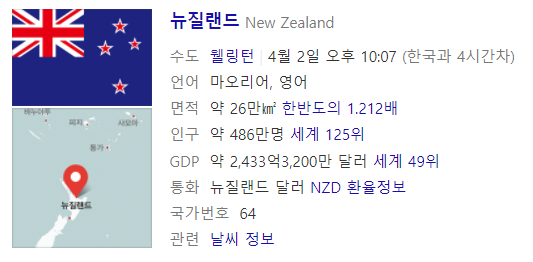 뉴질랜드 New Zealand
수도 웰링턴 | 4월 2일 오후 10:07 (한국과 4시간차)
언어 마오리어, 영어
면적 약 26만㎢ 한반도의 1.212배
인구 약 486만명 세계 125위
GDP 약 2,433억3,200만 달러 세계 49위
통화 뉴질랜드 달러 NZD 환율정보
국가번호 64
관련 날씨 정보
바누아투
사모아
피지
통가
뉴질랜드